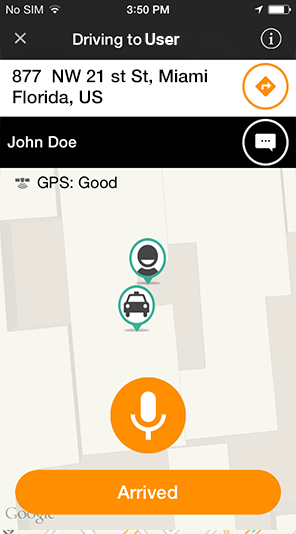 No SIM 3:50 PM
Driving to User
877 NW 21 st St, Miami
Florida, US
John Doe
GPS: Good
Arrived
Google